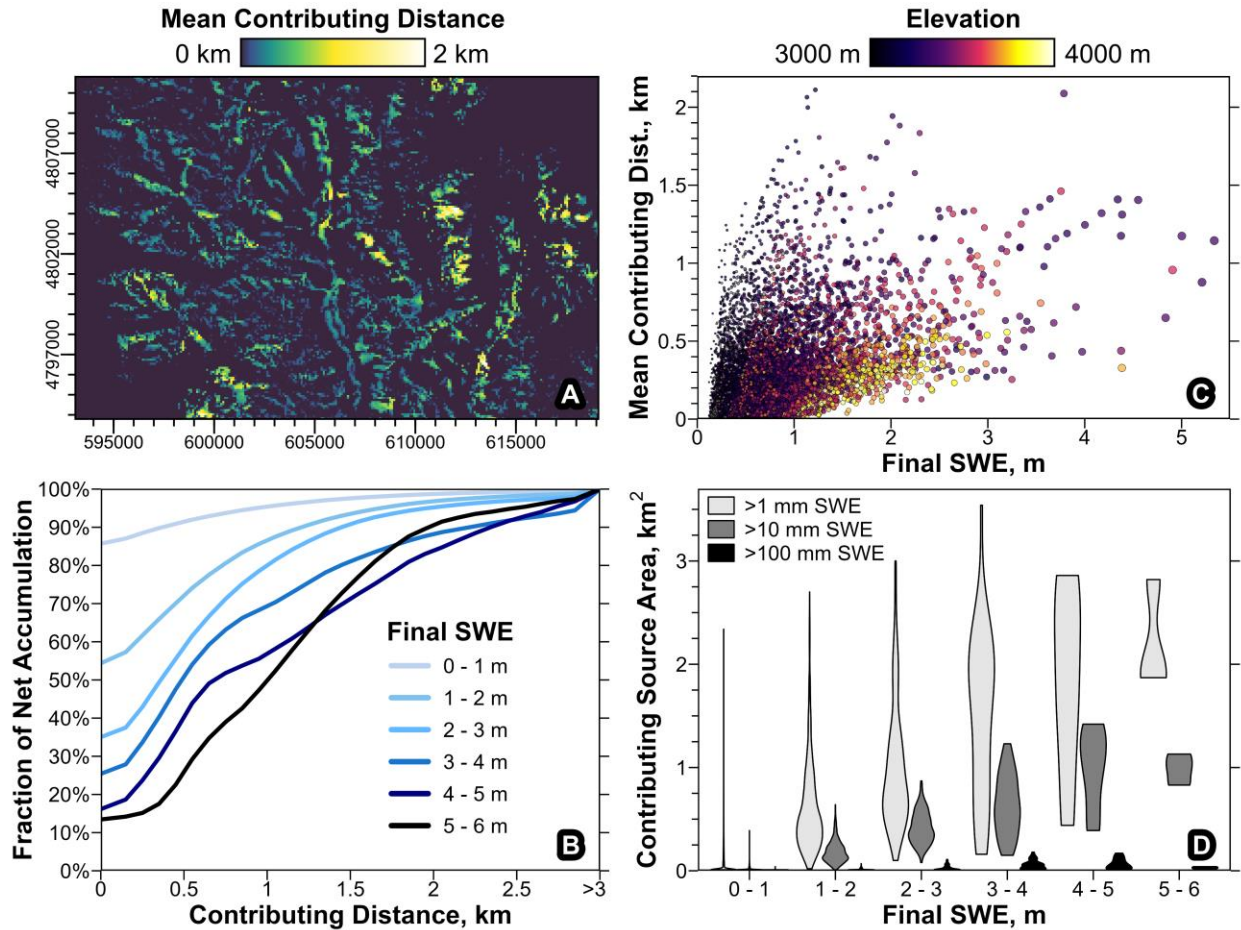 Mean Contributing Distance
0 km 2 km
4807000
4802000
4797000
595000 600000 605000 610000 615000
A
Elevation
3000 m 4000 m
Mean Contributing Dist., km
2
1.5
1
0.5
0
0 1 2 3 4 5
Final SWE, m
C
Fraction of Net Accumulation
100%
90%
80%
70%
60%
50%
40%
30%
20%
10%
0%
Final SWE
0 - 1 m
1 - 2 m
2 - 3 m
3 - 4 m
4 - 5 m
5 - 6 m
B
0 0.5 1 1.5 2 2.5 >3
Contributing Distance, km
Contributing Source Area, km²
>1 mm SWE
>10 mm SWE
>100 mm SWE
3
2
1
0
D
0 - 1 1 - 2 2 - 3 3 - 4 4 - 5 5 - 6
Final SWE, m